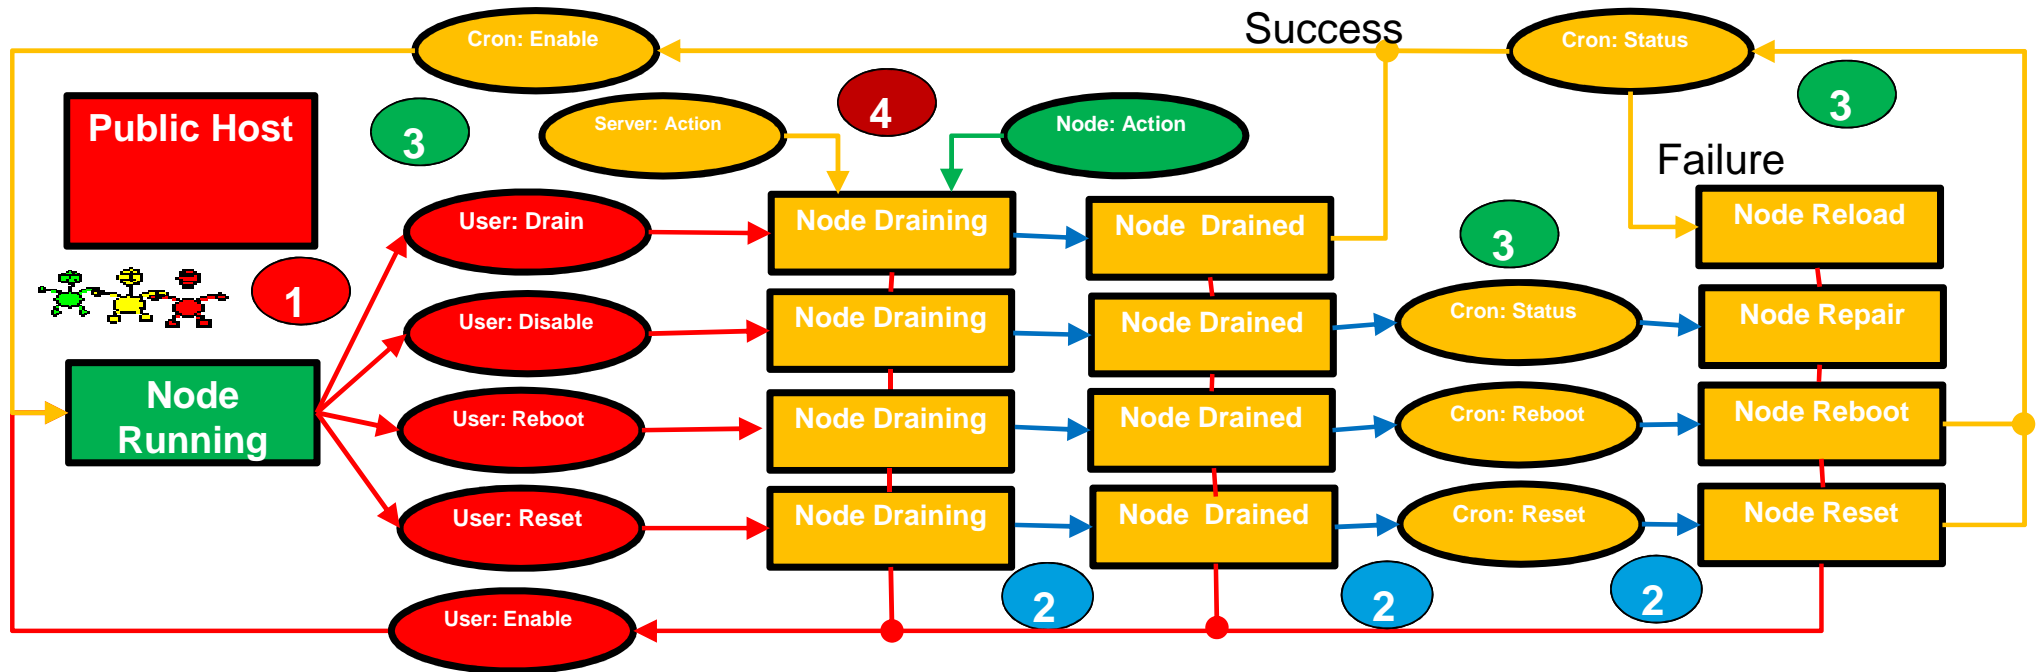 Success
Cron: Enable
Cron: Status
Public Host
3
Server: Action
4
Node: Action
3
Failure
User: Drain
Node Draining
Node  Drained
3
Node Reload
1
User: Disable
Node Draining
Node Drained
Cron: Status
Node Repair
Node
Running
User: Reboot
Node Draining
Node Drained
Cron: Reboot
Node Reboot
User: Reset
Node Draining
Node  Drained
Cron: Reset
Node Reset
2
2
2
User: Enable